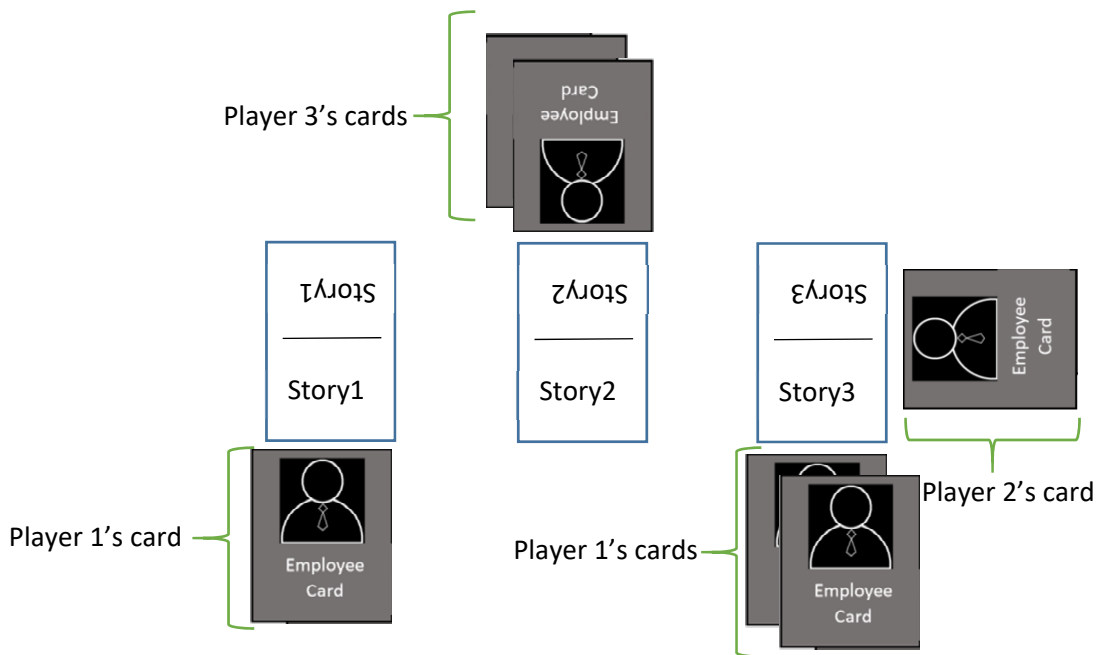 Player 3's cards
Employee
Card
Story1
Story2
Story3
Employee
Card
Story1
Story2
Story3
Player 2's card
Player 1's card
Employee
Card
Player 1's cards
Employee
Card